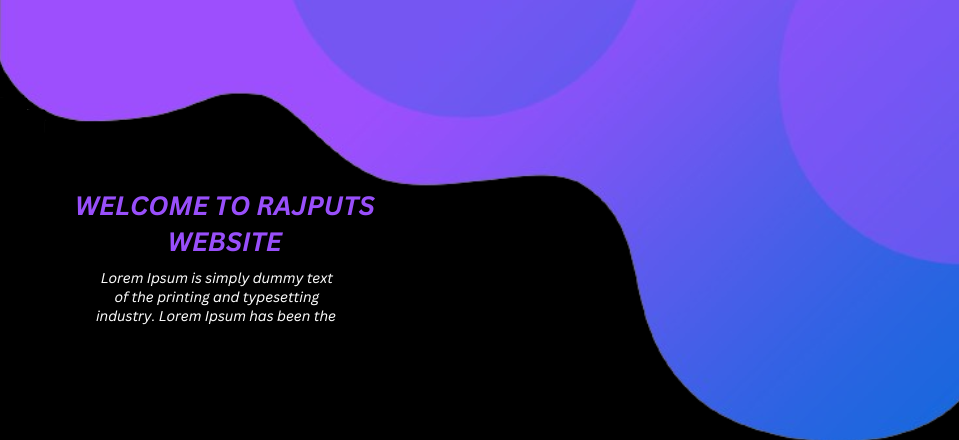 WELCOME TO RAJPUTS
WEBSITE
Lorem Ipsum is simply dummy text
of the printing and typesetting
industry. Lorem Ipsum has been the